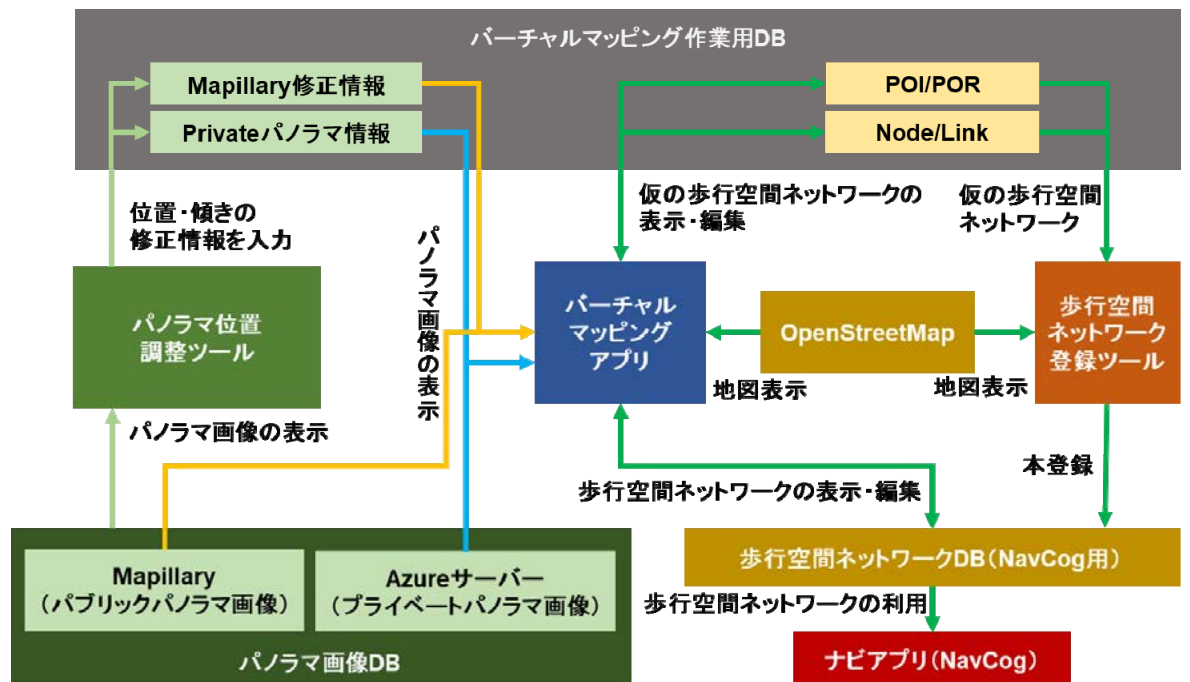 バーチャルマッピング作業用DB
Mapillary修正情報
Privateパノラマ情報
POI/POR
Node/Link
位置・傾きの
修正情報を入力
パノラマ画像の表示
仮の歩行空間ネットワークの
表示・編集
仮の歩行空間
ネットワーク
パノラマ位置
調整ツール
バーチャル
マッピング
アプリ
OpenStreetMap
歩行空間
ネットワーク
登録ツール
地図表示
地図表示
パノラマ画像の表示
歩行空間ネットワークの表示・編集
本登録
Mapillary
（パブリックパノラマ画像）
Azureサーバー
（プライベートパノラマ画像）
パノラマ画像DB
歩行空間ネットワークDB（NavCog用）
歩行空間ネットワークの利用
ナビアプリ（NavCog）